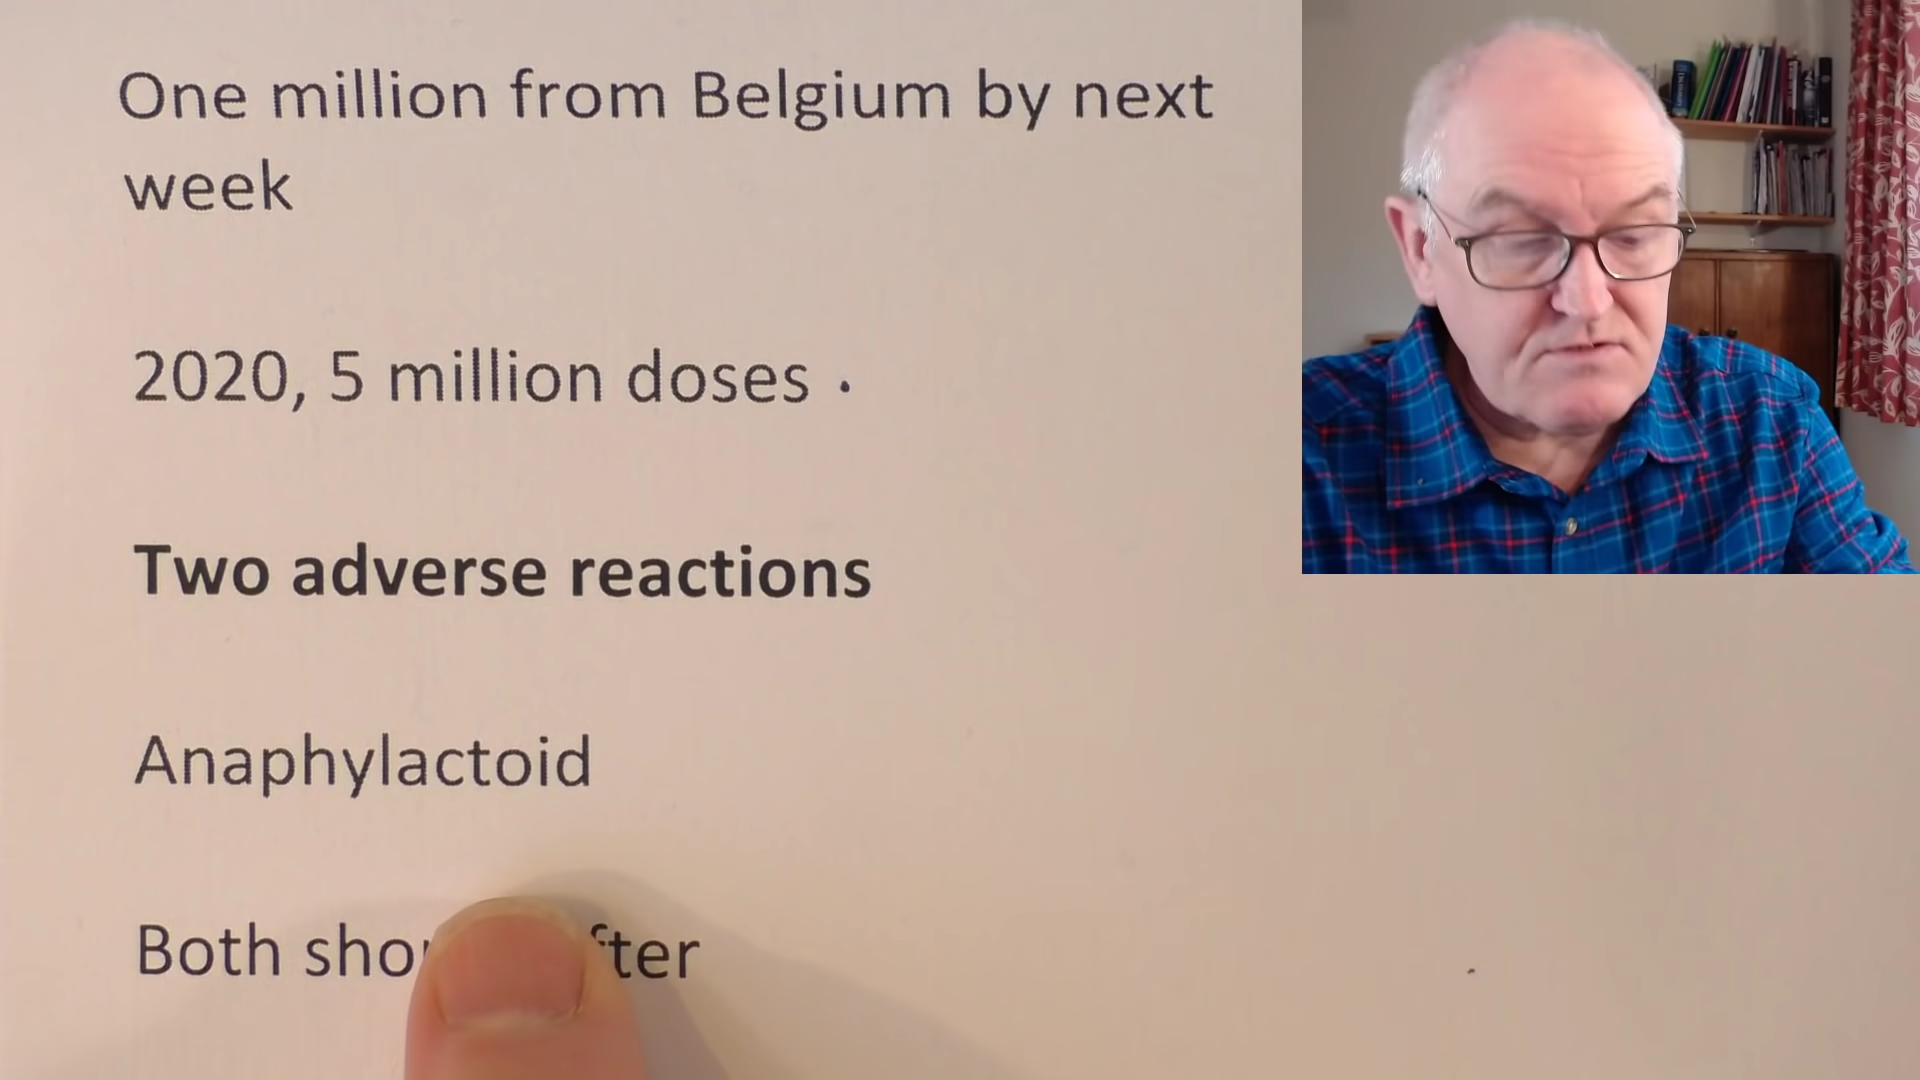 One million from Belgium by next
week
2020, 5 million doses
Two adverse reactions
Anaphylactoid
Both